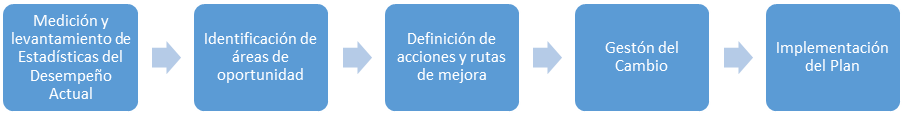 Medición y
levantamiento de
Estadísticas del
Desempeño
Actual
Identificación de
áreas de
oportunidad
Definición de
acciones y rutas
de mejora
Gestón del
Cambio
Implementación
del Plan